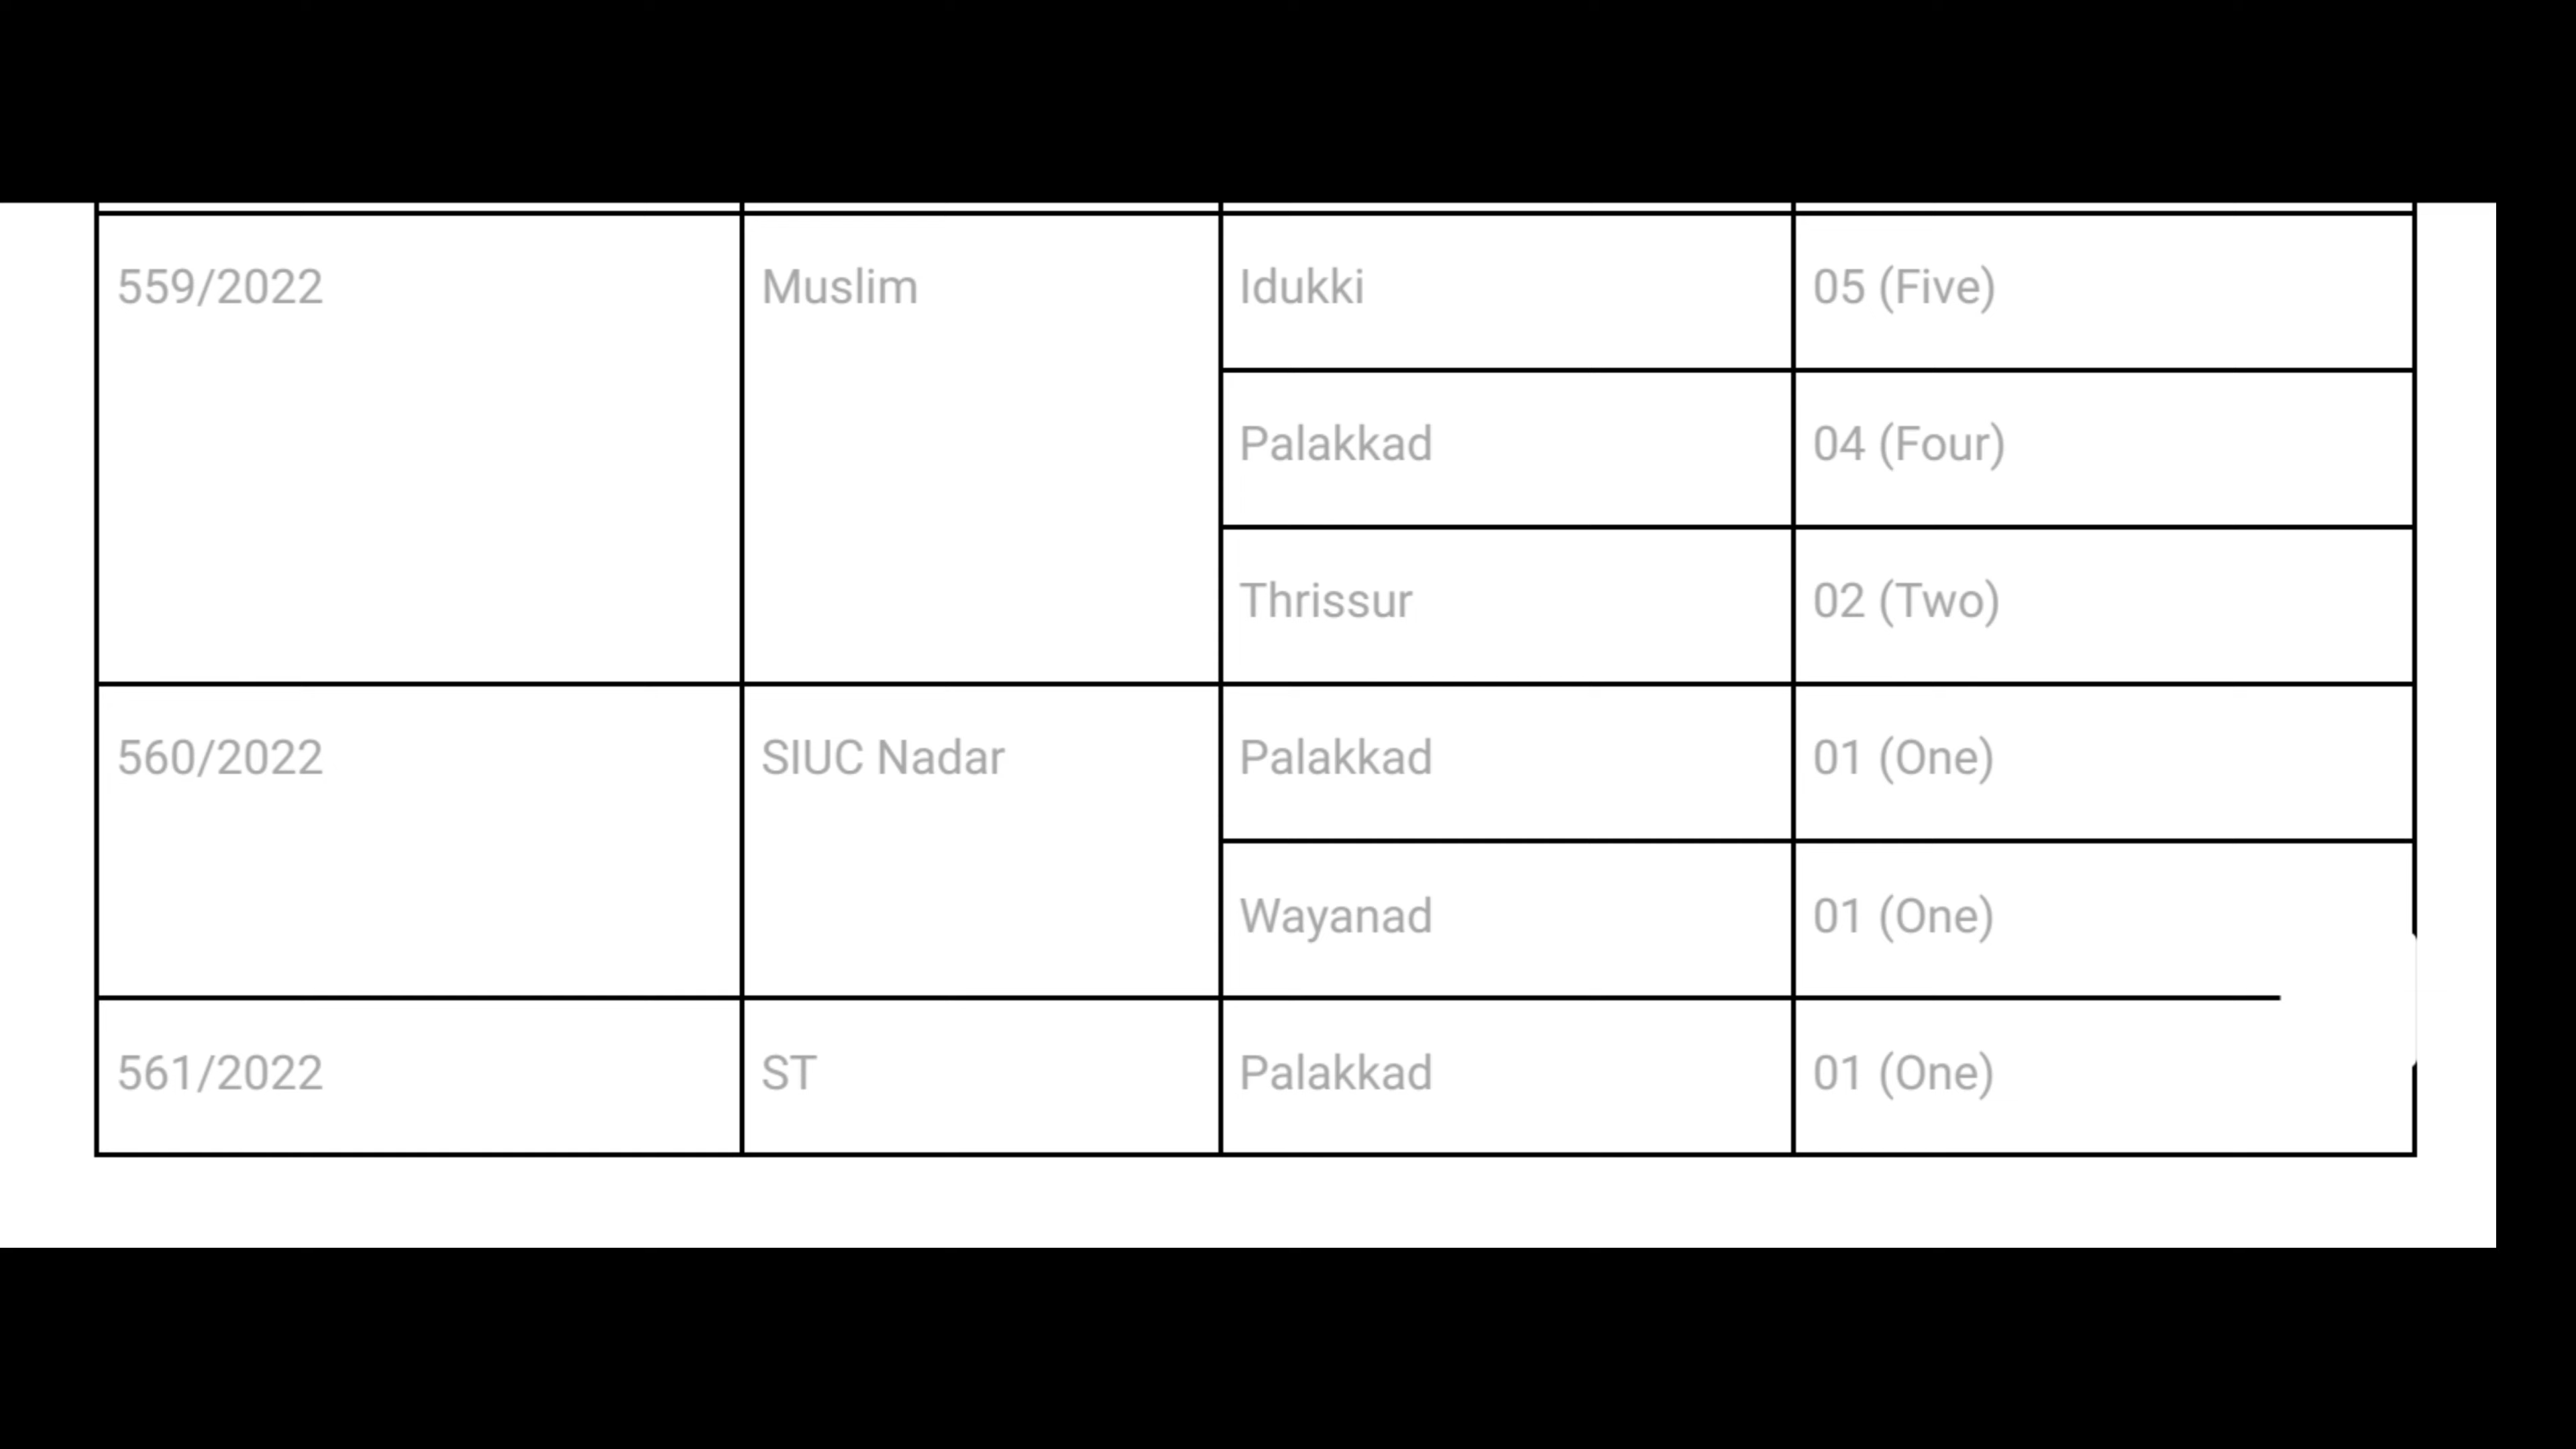 559/2022 Muslim Idukki 05 (Five)
Palakkad 04 (Four)
Thrissur 02 (Two)
560/2022 SIUC Nadar Palakkad 01 (One)
Wayanad 01 (One)
561/2022 ST Palakkad 01 (One)